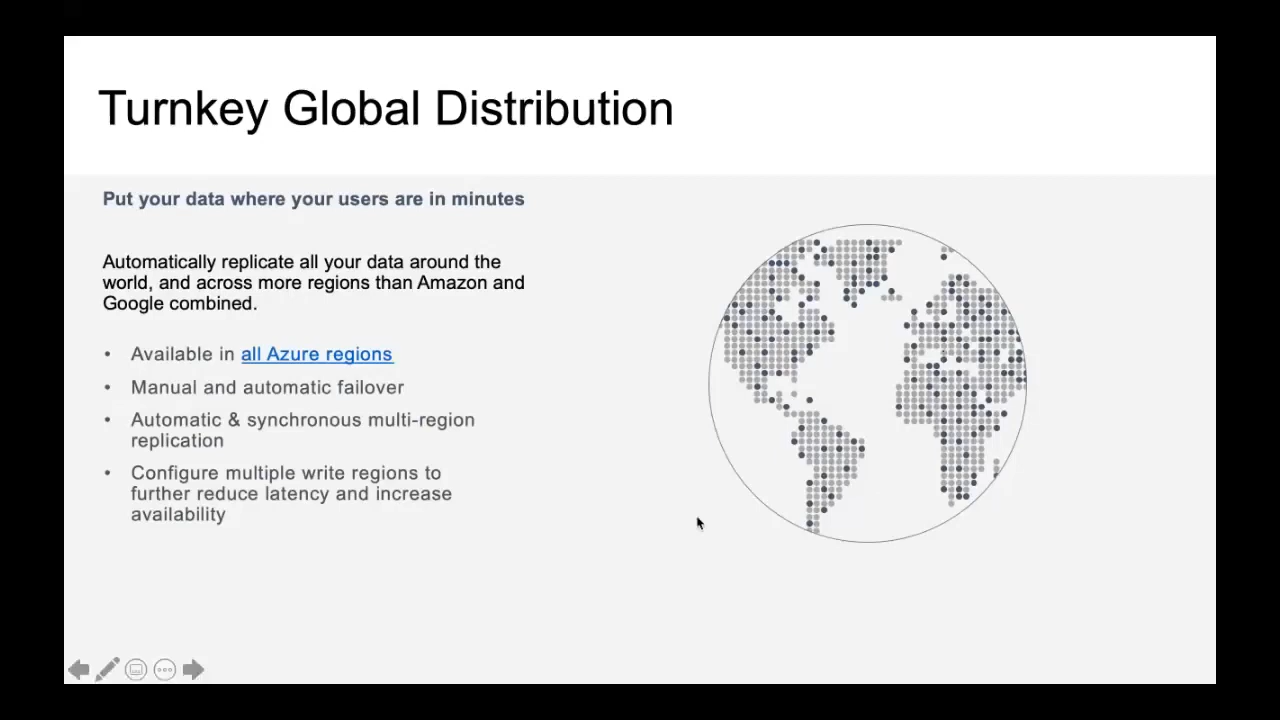 Turnkey Global Distribution
Put your data where your users are in minutes
Automatically replicate all your data around the
world, and across more regions than Amazon and
Google combined.
• Available in all Azure regions
• Manual and automatic failover
• Automatic & synchronous multi-region
replication
• Configure multiple write regions to
further reduce latency and increase
availability